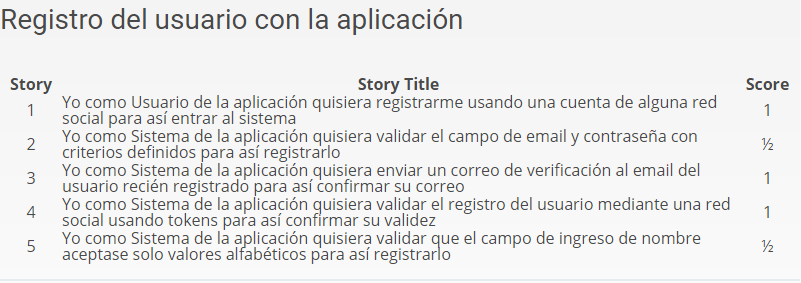 Registro del usuario con la aplicación
Story Story Title Score
1 Yo como Usuario de la aplicación quisiera registrarme usando una cuenta de alguna red 1
social para así entrar al sistema
2 Yo como Sistema de la aplicación quisiera validar el campo de email y contraseña con ½
criterios definidos para así registrarlo
3 Yo como Sistema de la aplicación quisiera enviar un correo de verificación al email del 1
usuario recién registrado para así confirmar su correo
4 Yo como Sistema de la aplicación quisiera validar el registro del usuario mediante una red 1
social usando tokens para así confirmar su validez
5 Yo como Sistema de la aplicación quisiera validar que el campo de ingreso de nombre ½
aceptase solo valores alfabéticos para así registrarlo